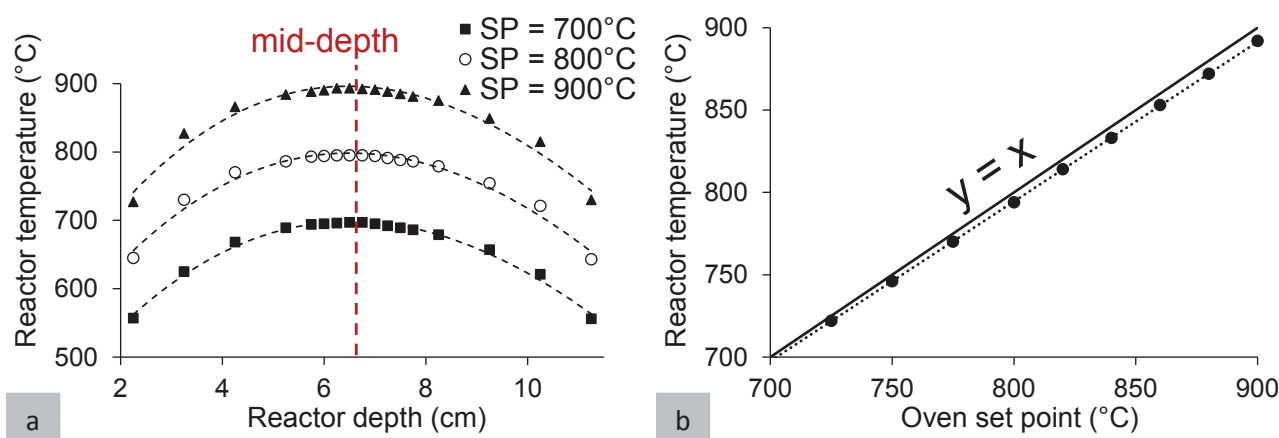 mid-depth
SP = 700°C
SP = 800°C
SP = 900°C
Reactor temperature (°C)
900
800
700
600
500
2
4
6
8
10
Reactor depth (cm)
a
Reactor temperature (°C)
900
850
800
750
700
y = x
700
750
800
850
900
Oven set point (°C)
b